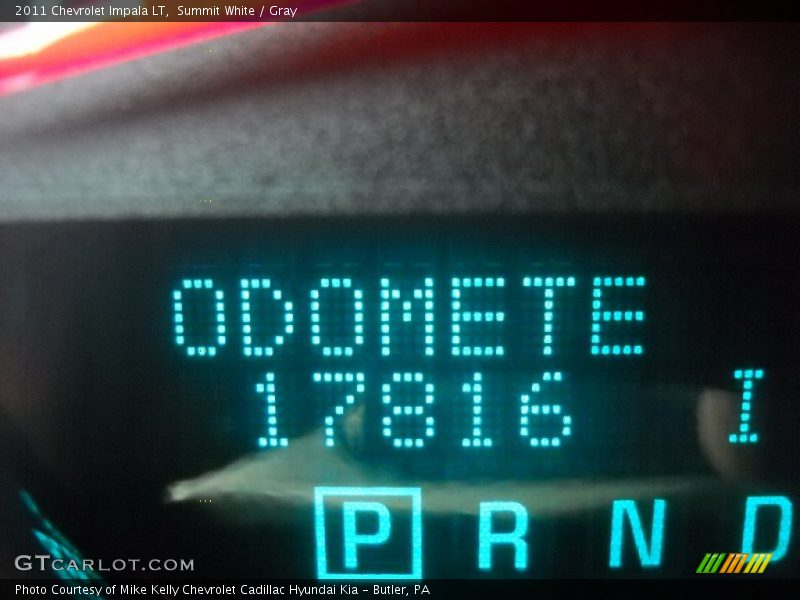 2011 Chevrolet Impala LT, Summit White / Gray
ODOMETE
17816 I
P R N D
GTCARLOT.COM
Photo Courtesy of Mike Kelly Chevrolet Cadillac Hyundai Kia – Butler, PA